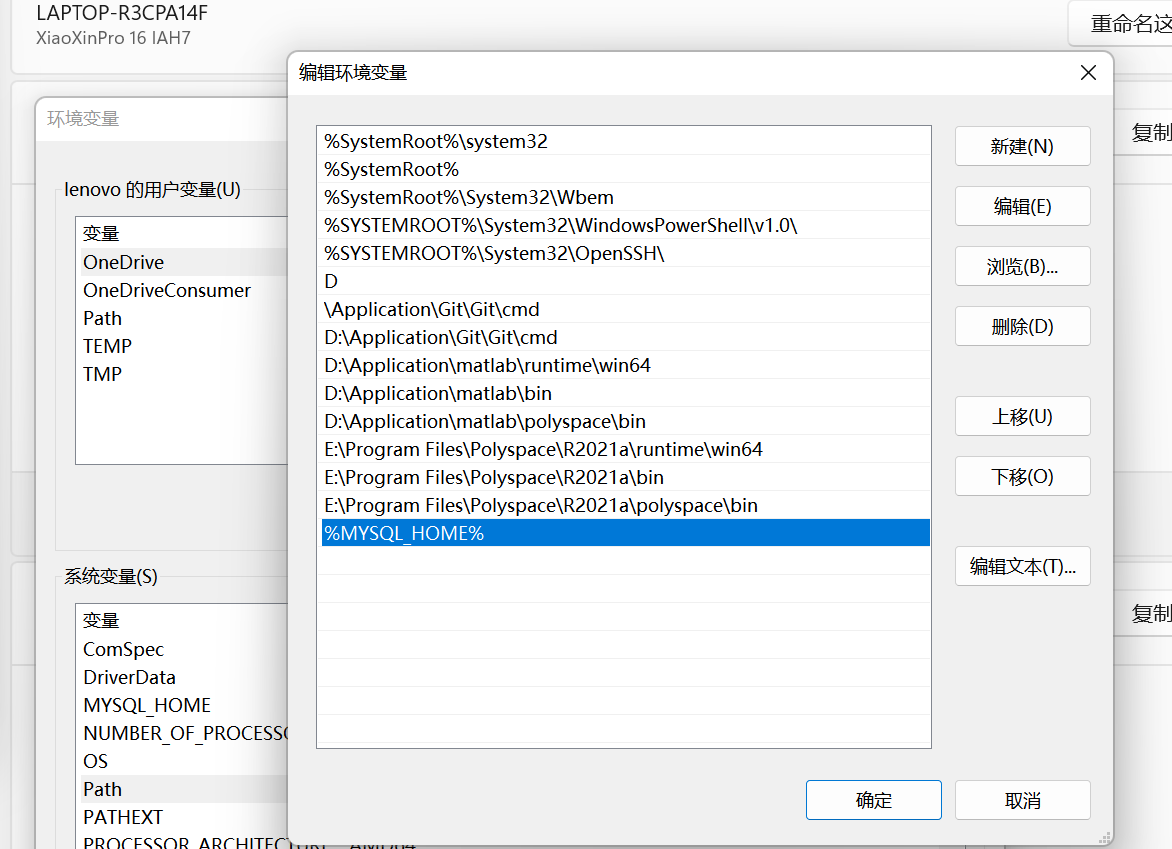 LAPTOP-R3CPA14F
XiaoXinPro 16 IAH7
重命名这
编辑环境变量
环境变量
复制
lenovo 的用户变量(U)
变量
OneDrive
OneDriveConsumer
Path
TEMP
TMP
系统变量(S)
变量
ComSpec
DriverData
MYSQL_HOME
NUMBER_OF_PROCESSO
OS
Path
PATHEXT
PROCESSOR_ARCHITECTURE AMD64
%SystemRoot%\system32
%SystemRoot%
%SystemRoot%\System32\Wbem
%SYSTEMROOT%\System32\WindowsPowerShell\v1.0\
%SYSTEMROOT%\System32\OpenSSH\
D
\Application\Git\Git\cmd
D:\Application\Git\Git\cmd
D:\Application\matlab\runtime\win64
D:\Application\matlab\bin
D:\Application\matlab\polyspace\bin
E:\Program Files\Polyspace\R2021a\runtime\win64
E:\Program Files\Polyspace\R2021a\bin
E:\Program Files\Polyspace\R2021a\polyspace\bin
%MYSQL_HOME%
新建(N)
编辑(E)
浏览(B)...
删除(D)
上移(U)
下移(O)
编辑文本(T)...
复制
确定
取消